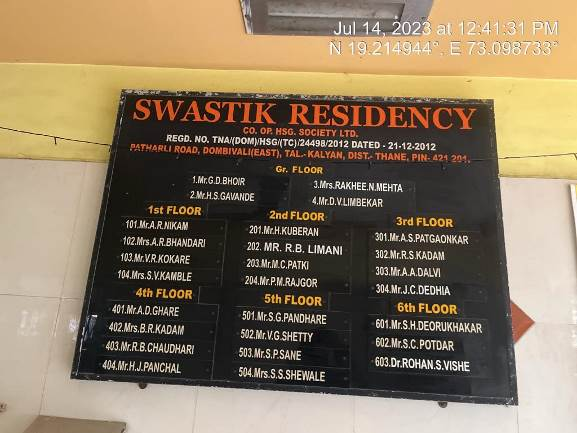 Jul 14, 2023 at 12:41:31 PM
N 19.214944°, E 73.098733°
SWASTIK RESIDENCY
CO. OP. HSG. SOCIETY LTD.
REGD. NO. TNA/(DOM)/HSG/(TC)/24498/2012 DATED - 21-12-2012
PATHARLI ROAD, DOMBIVALI(EAST), TAL.- KALYAN, DIST.- THANE, PIN- 421 201.
Gr. FLOOR
1.Mr.G.D.BHOIR
2.Mr.H.S.GAVANDE
3.Mrs.RAKHEE.N.MEHTA
4.Mr.D.V.LIMBEKAR
1st FLOOR
101.Mr.A.R.NIKAM
102.Mrs.A.R.BHANDARI
103.Mr.V.R.KOKARE
104.Mrs.S.V.KAMBLE
2nd FLOOR
201.Mr.H.KUBERAN
202. MR. R.B. LIMANI
203.Mr.M.C.PATKI
204.Mr.P.M.RAJGOR
3rd FLOOR
301.Mr.A.S.PATGAONKAR
302.Mr.R.S.KADAM
303.Mr.A.A.DALVI
304.Mr.J.C.DEDHIA
4th FLOOR
401.Mr.A.D.GHARE
402.Mrs.B.R.KADAM
403.Mr.R.B.CHAUDHARI
404.Mr.H.J.PANCHAL
5th FLOOR
501.Mr.S.G.PANDHARE
502.Mr.V.G.SHETTY
503.Mr.S.P.SANE
504.Mrs.S.S.SHEWALE
6th FLOOR
601.Mr.S.H.DEORUKHAKAR
602.Mr.S.C.POTDAR
603.Dr.ROHAN.S.VISHE